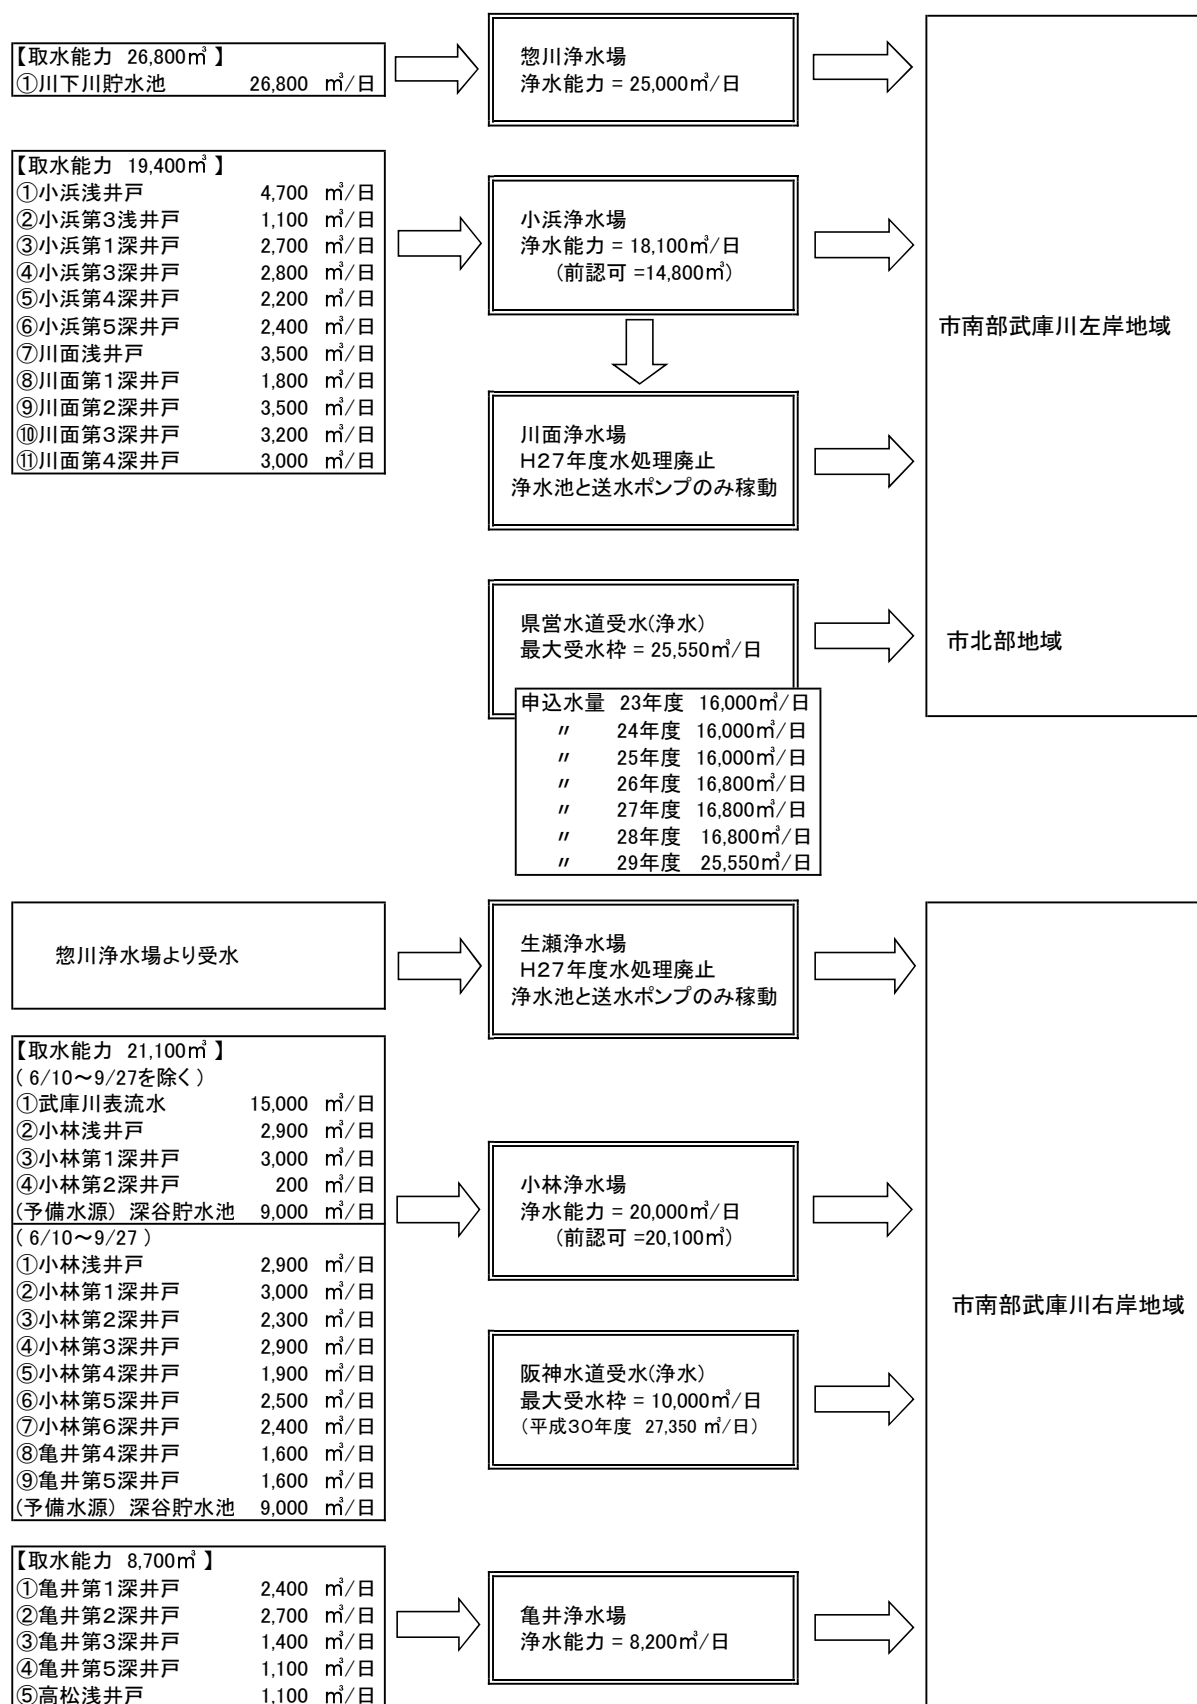 【取水能力 26,800㎥ 】
①川下川貯水池 26,800 ㎥/日
惣川浄水場
浄水能力 = 25,000㎥/日
【取水能力 19,400㎥ 】
①小浜浅井戸 4,700 ㎥/日
②小浜第3浅井戸 1,100 ㎥/日
③小浜第1深井戸 2,700 ㎥/日
④小浜第3深井戸 2,800 ㎥/日
⑤小浜第4深井戸 2,200 ㎥/日
⑥小浜第5深井戸 2,400 ㎥/日
⑦川面浅井戸 3,500 ㎥/日
⑧川面第1深井戸 1,800 ㎥/日
⑨川面第2深井戸 3,500 ㎥/日
⑩川面第3深井戸 3,200 ㎥/日
⑪川面第4深井戸 3,000 ㎥/日
小浜浄水場
浄水能力 = 18,100㎥/日
(前認可 =14,800㎥)
川面浄水場
H27年度水処理廃止
浄水池と送水ポンプのみ稼動
市南部武庫川左岸地域
県営水道受水(浄水)
最大受水枠 = 25,550㎥/日
市北部地域
申込水量 23年度 16,000㎥/日
〃 24年度 16,000㎥/日
〃 25年度 16,000㎥/日
〃 26年度 16,800㎥/日
〃 27年度 16,800㎥/日
〃 28年度 16,800㎥/日
〃 29年度 25,550㎥/日
惣川浄水場より受水
生瀬浄水場
H27年度水処理廃止
浄水池と送水ポンプのみ稼動
【取水能力 21,100㎥ 】
( 6/10～9/27を除く )
①武庫川表流水 15,000 ㎥/日
②小林浅井戸 2,900 ㎥/日
③小林第1深井戸 3,000 ㎥/日
④小林第2深井戸 200 ㎥/日
(予備水源) 深谷貯水池 9,000 ㎥/日
( 6/10～9/27 )
①小林浅井戸 2,900 ㎥/日
②小林第1深井戸 3,000 ㎥/日
③小林第2深井戸 2,300 ㎥/日
④小林第3深井戸 2,900 ㎥/日
⑤小林第4深井戸 1,900 ㎥/日
⑥小林第5深井戸 2,500 ㎥/日
⑦小林第6深井戸 2,400 ㎥/日
⑧亀井第4深井戸 1,600 ㎥/日
⑨亀井第5深井戸 1,600 ㎥/日
(予備水源) 深谷貯水池 9,000 ㎥/日
小林浄水場
浄水能力 = 20,000㎥/日
(前認可 =20,100㎥)
市南部武庫川右岸地域
阪神水道受水(浄水)
最大受水枠 = 10,000㎥/日
(平成30年度 27,350 ㎥/日)
【取水能力 8,700㎥ 】
①亀井第1深井戸 2,400 ㎥/日
②亀井第2深井戸 2,700 ㎥/日
③亀井第3深井戸 1,400 ㎥/日
④亀井第5深井戸 1,100 ㎥/日
⑤高松浅井戸 1,100 ㎥/日
亀井浄水場
浄水能力 = 8,200㎥/日